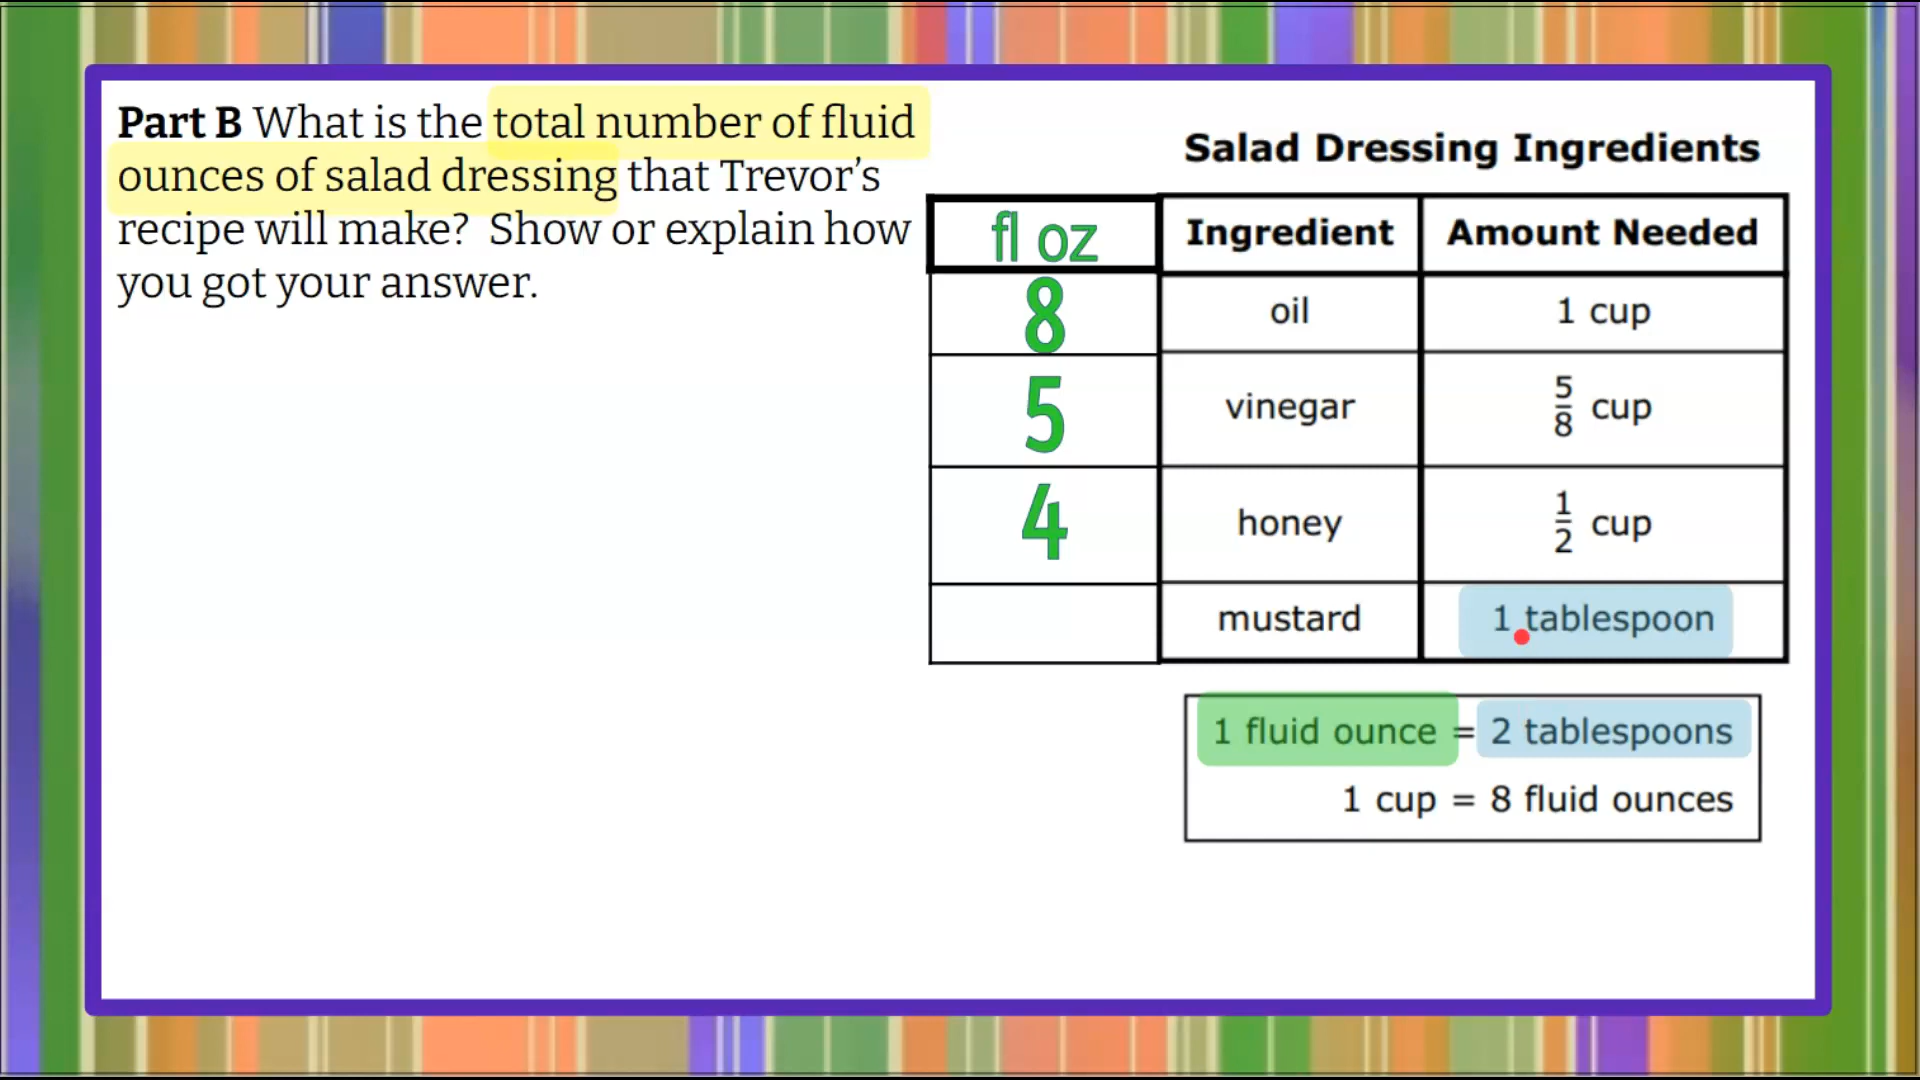 Part B What is the total number of fluid
ounces of salad dressing that Trevor’s
recipe will make? Show or explain how
you got your answer.
Salad Dressing Ingredients
fl oz Ingredient Amount Needed
8 oil 1 cup
5 vinegar 5/8 cup
4 honey 1/2 cup
mustard 1 tablespoon
1 fluid ounce = 2 tablespoons
1 cup = 8 fluid ounces